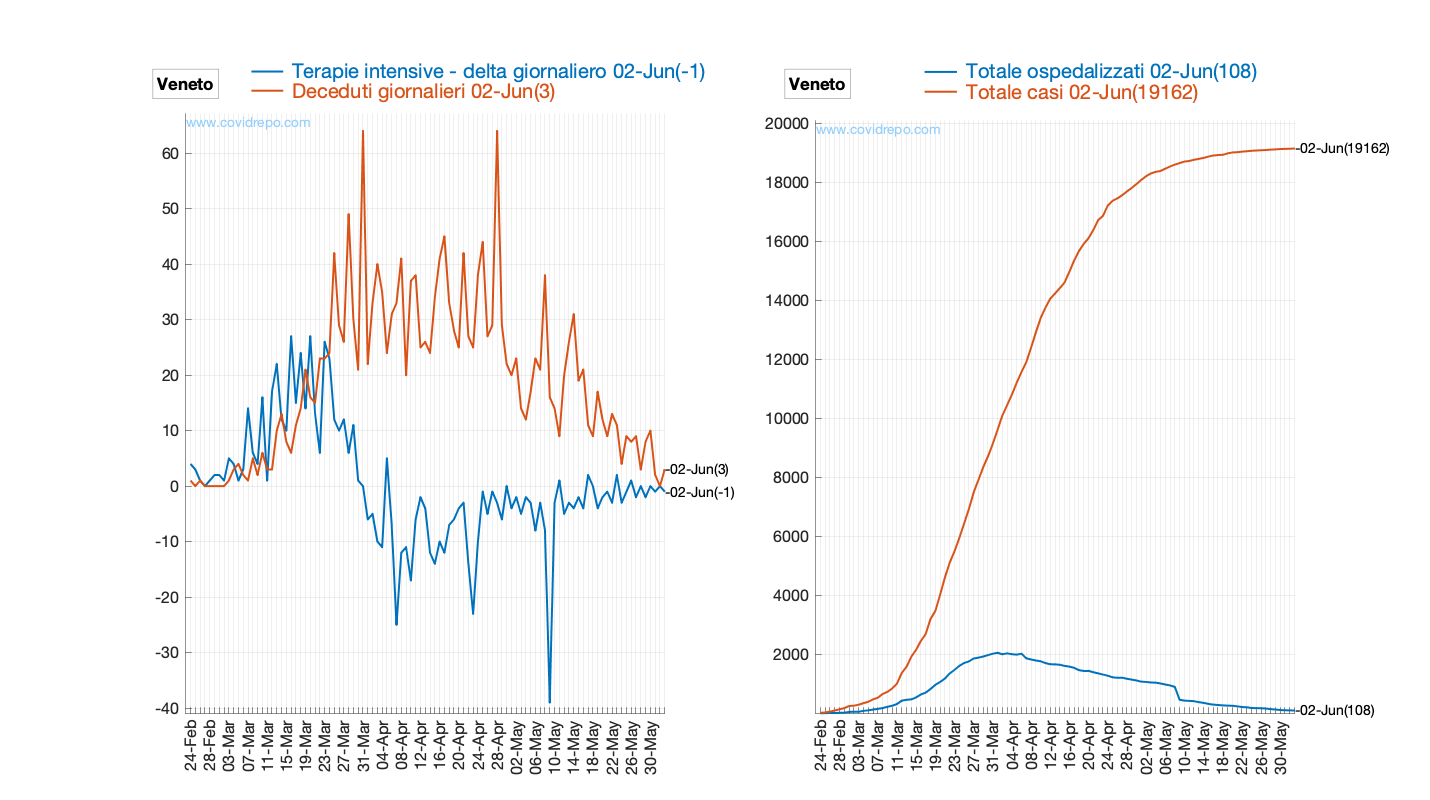 Veneto
Terapie intensive - delta giornaliero 02-Jun(-1)
Deceduti giornalieri 02-Jun(3)
www.covidrepo.com
60
50
40
30
20
10
0
-10
-20
-30
-40
-02-Jun(3)
-02-Jun(-1)
24-Feb
28-Feb
03-Mar
07-Mar
11-Mar
15-Mar
19-Mar
23-Mar
27-Mar
31-Mar
04-Apr
08-Apr
12-Apr
16-Apr
20-Apr
24-Apr
28-Apr
02-May
06-May
10-May
14-May
18-May
22-May
26-May
30-May
Veneto
Totale ospedalizzati 02-Jun(108)
Totale casi 02-Jun(19162)
www.covidrepo.com
20000
18000
16000
14000
12000
10000
8000
6000
4000
2000
-02-Jun(19162)
-02-Jun(108)
24-Feb
28-Feb
03-Mar
07-Mar
11-Mar
15-Mar
19-Mar
23-Mar
27-Mar
31-Mar
04-Apr
08-Apr
12-Apr
16-Apr
20-Apr
24-Apr
28-Apr
02-May
06-May
10-May
14-May
18-May
22-May
26-May
30-May